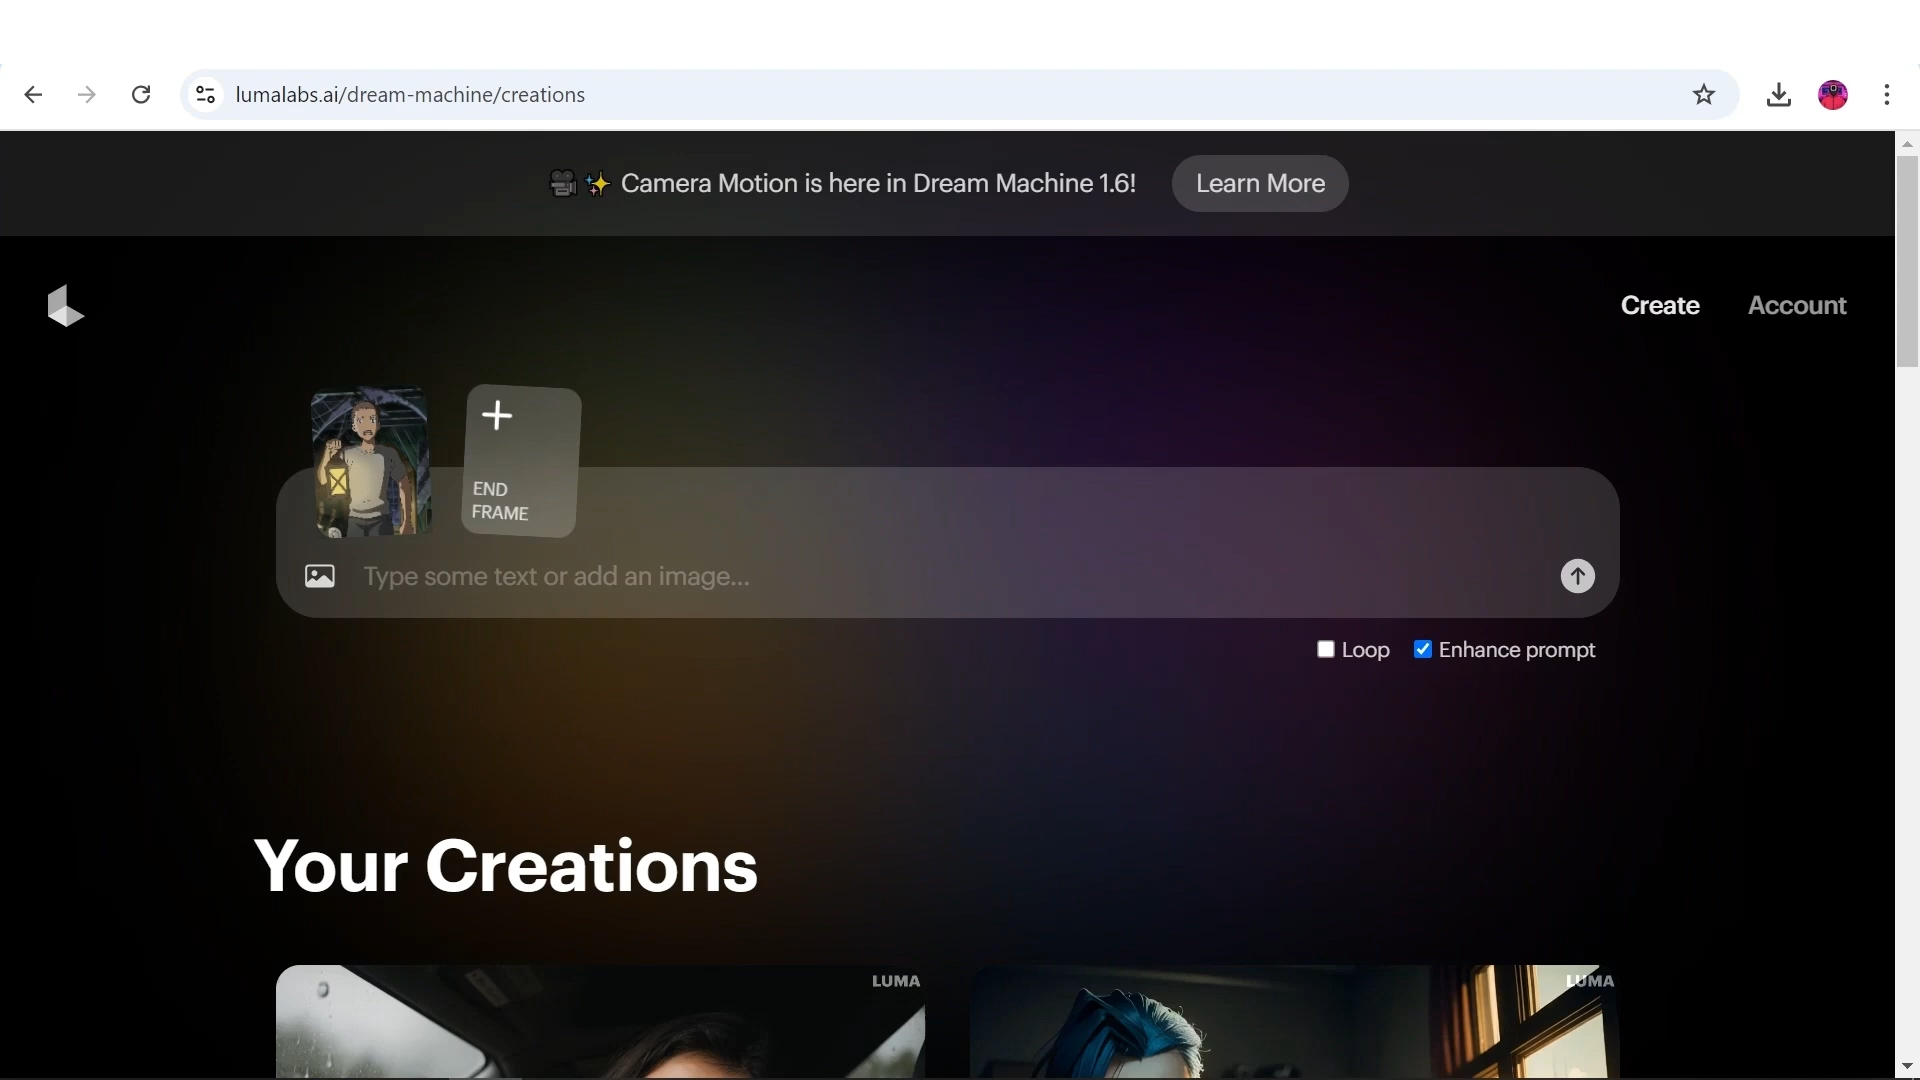 lumalabs.ai/dream-machine/creations
Camera Motion is here in Dream Machine 1.6!
Learn More
Create
Account
END
FRAME
Type some text or add an image...
Loop
Enhance prompt
Your Creations
LUMA
LUMA